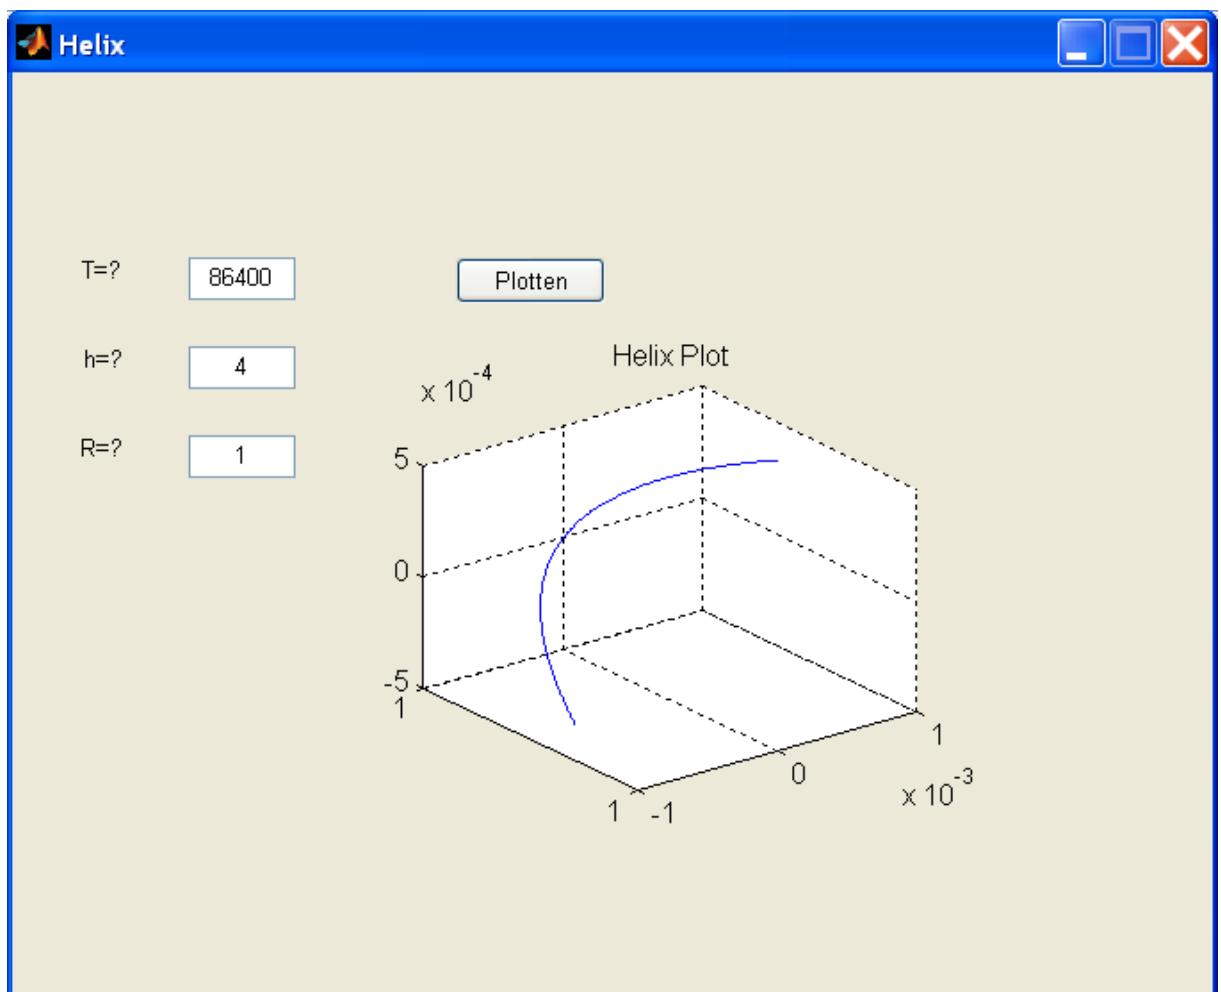 Helix
T=?
86400
Plotten
h=?
4
R=?
1
Helix Plot
x 10^-4
5
0
-5
1
1
-1
0
1
x 10^-3